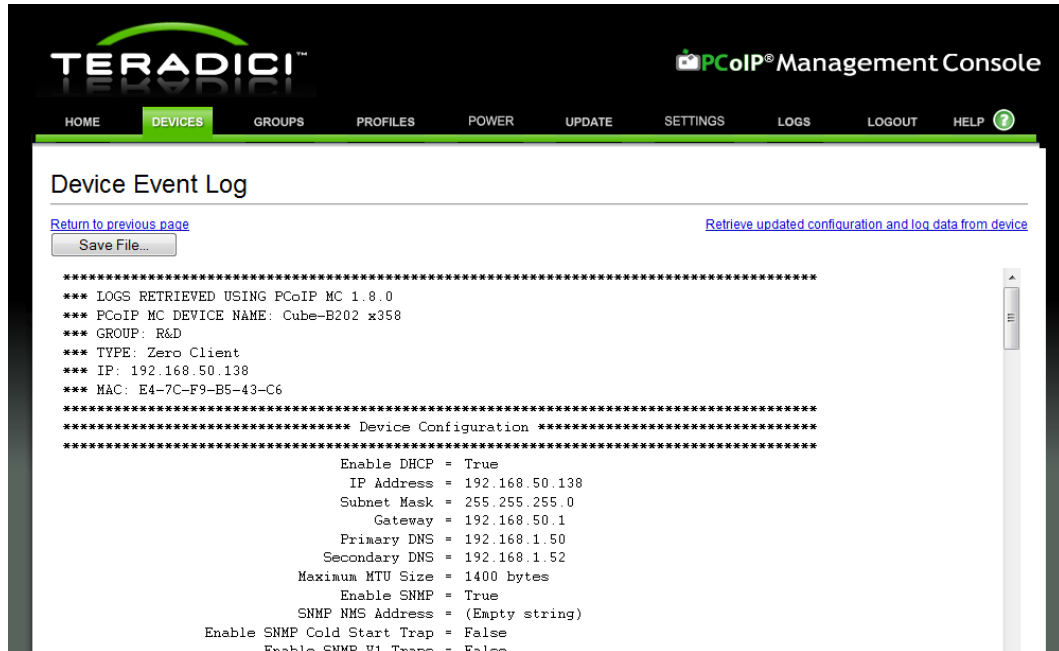 TERADICI™
PCoIP® Management Console
HOME DEVICES GROUPS PROFILES POWER UPDATE SETTINGS LOGS LOGOUT HELP ?
Device Event Log
Return to previous page Retrieve updated configuration and log data from device
Save File...
******************************************************************************************
*** LOGS RETRIEVED USING PCoIP MC 1.8.0
*** PCoIP MC DEVICE NAME: Cube-B202 x358
*** GROUP: R&D
*** TYPE: Zero Client
*** IP: 192.168.50.138
*** MAC: E4-7C-F9-B5-43-C6
******************************************************************************************
********************************** Device Configuration **********************************
******************************************************************************************
Enable DHCP = True
IP Address = 192.168.50.138
Subnet Mask = 255.255.255.0
Gateway = 192.168.50.1
Primary DNS = 192.168.1.50
Secondary DNS = 192.168.1.52
Maximum MTU Size = 1400 bytes
Enable SNMP = True
SNMP NMS Address = (Empty string)
Enable SNMP Cold Start Trap = False
Enable SNMP V1 Traps = False